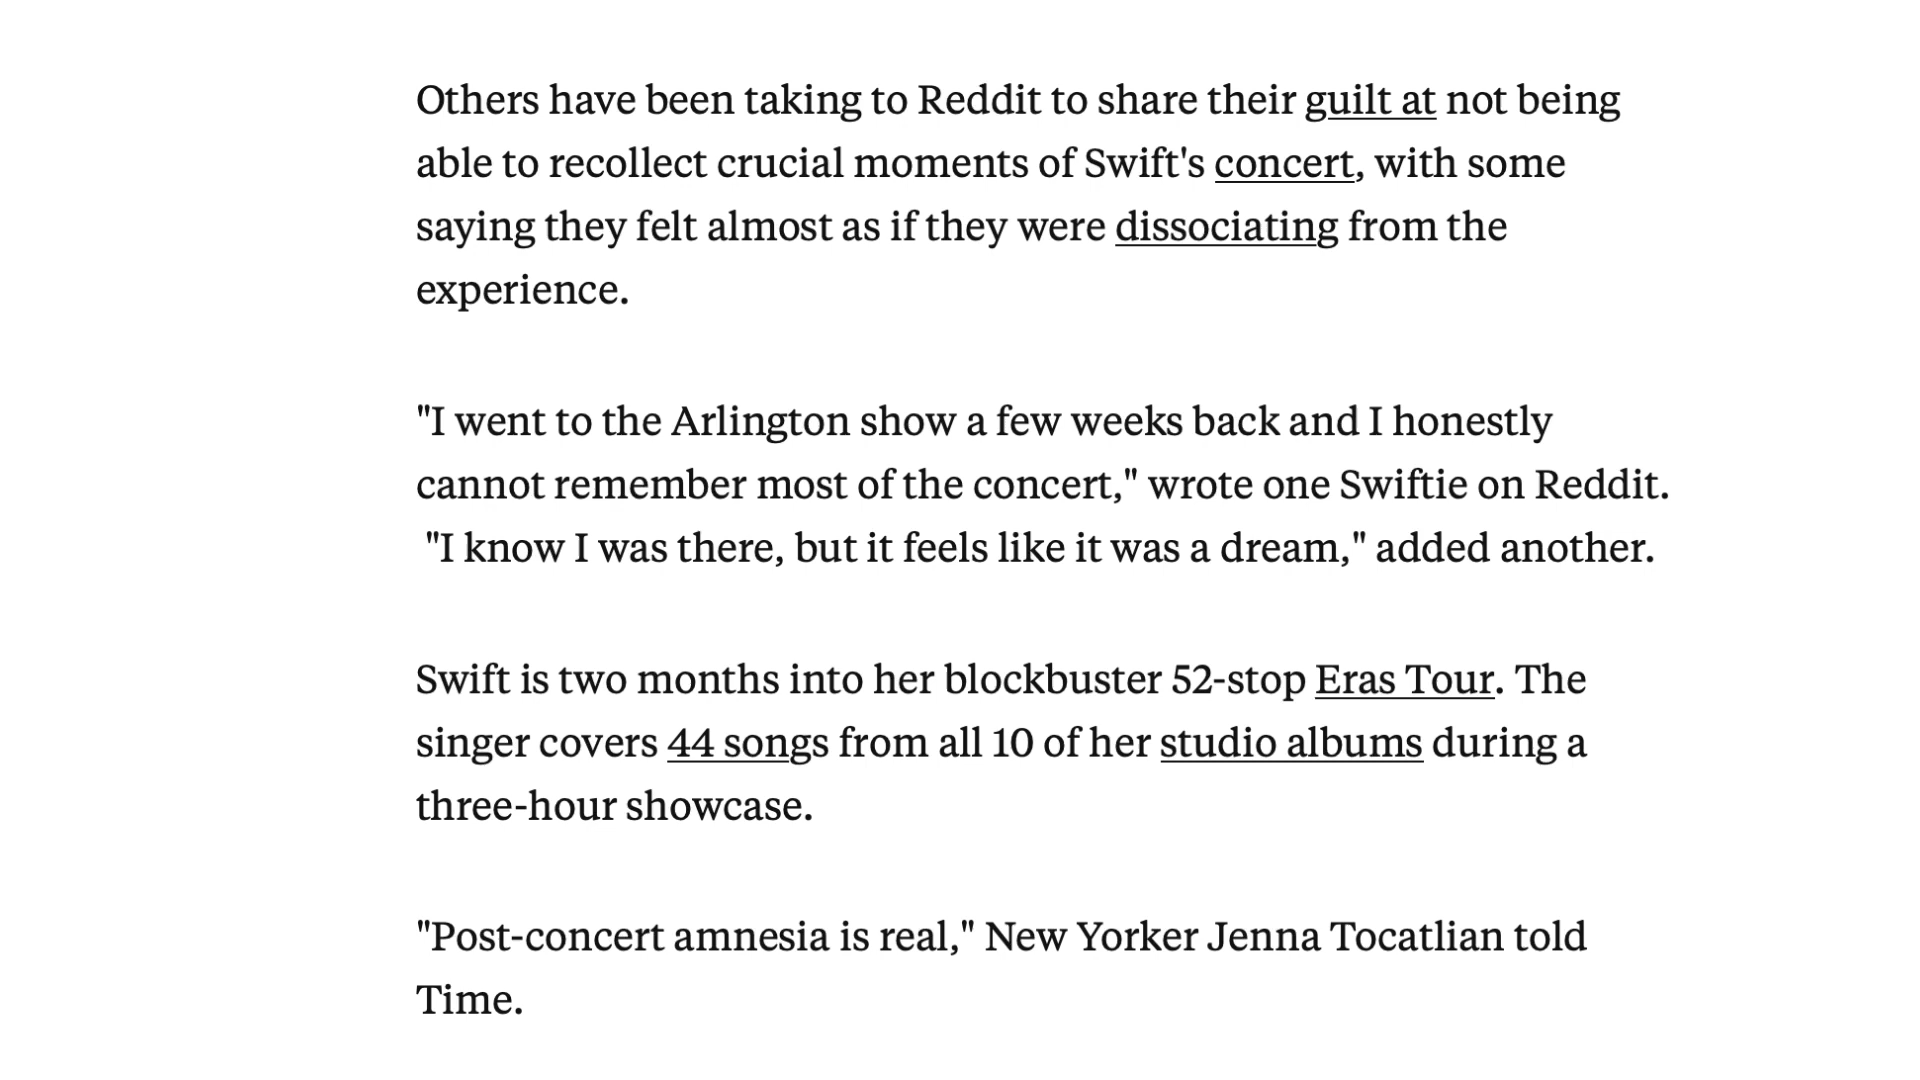 Others have been taking to Reddit to share their guilt at not being
able to recollect crucial moments of Swift's concert, with some
saying they felt almost as if they were dissociating from the
experience.
"I went to the Arlington show a few weeks back and I honestly
cannot remember most of the concert," wrote one Swiftie on Reddit.
"I know I was there, but it feels like it was a dream," added another.
Swift is two months into her blockbuster 52-stop Eras Tour. The
singer covers 44 songs from all 10 of her studio albums during a
three-hour showcase.
"Post-concert amnesia is real," New Yorker Jenna Tocatlian told
Time.